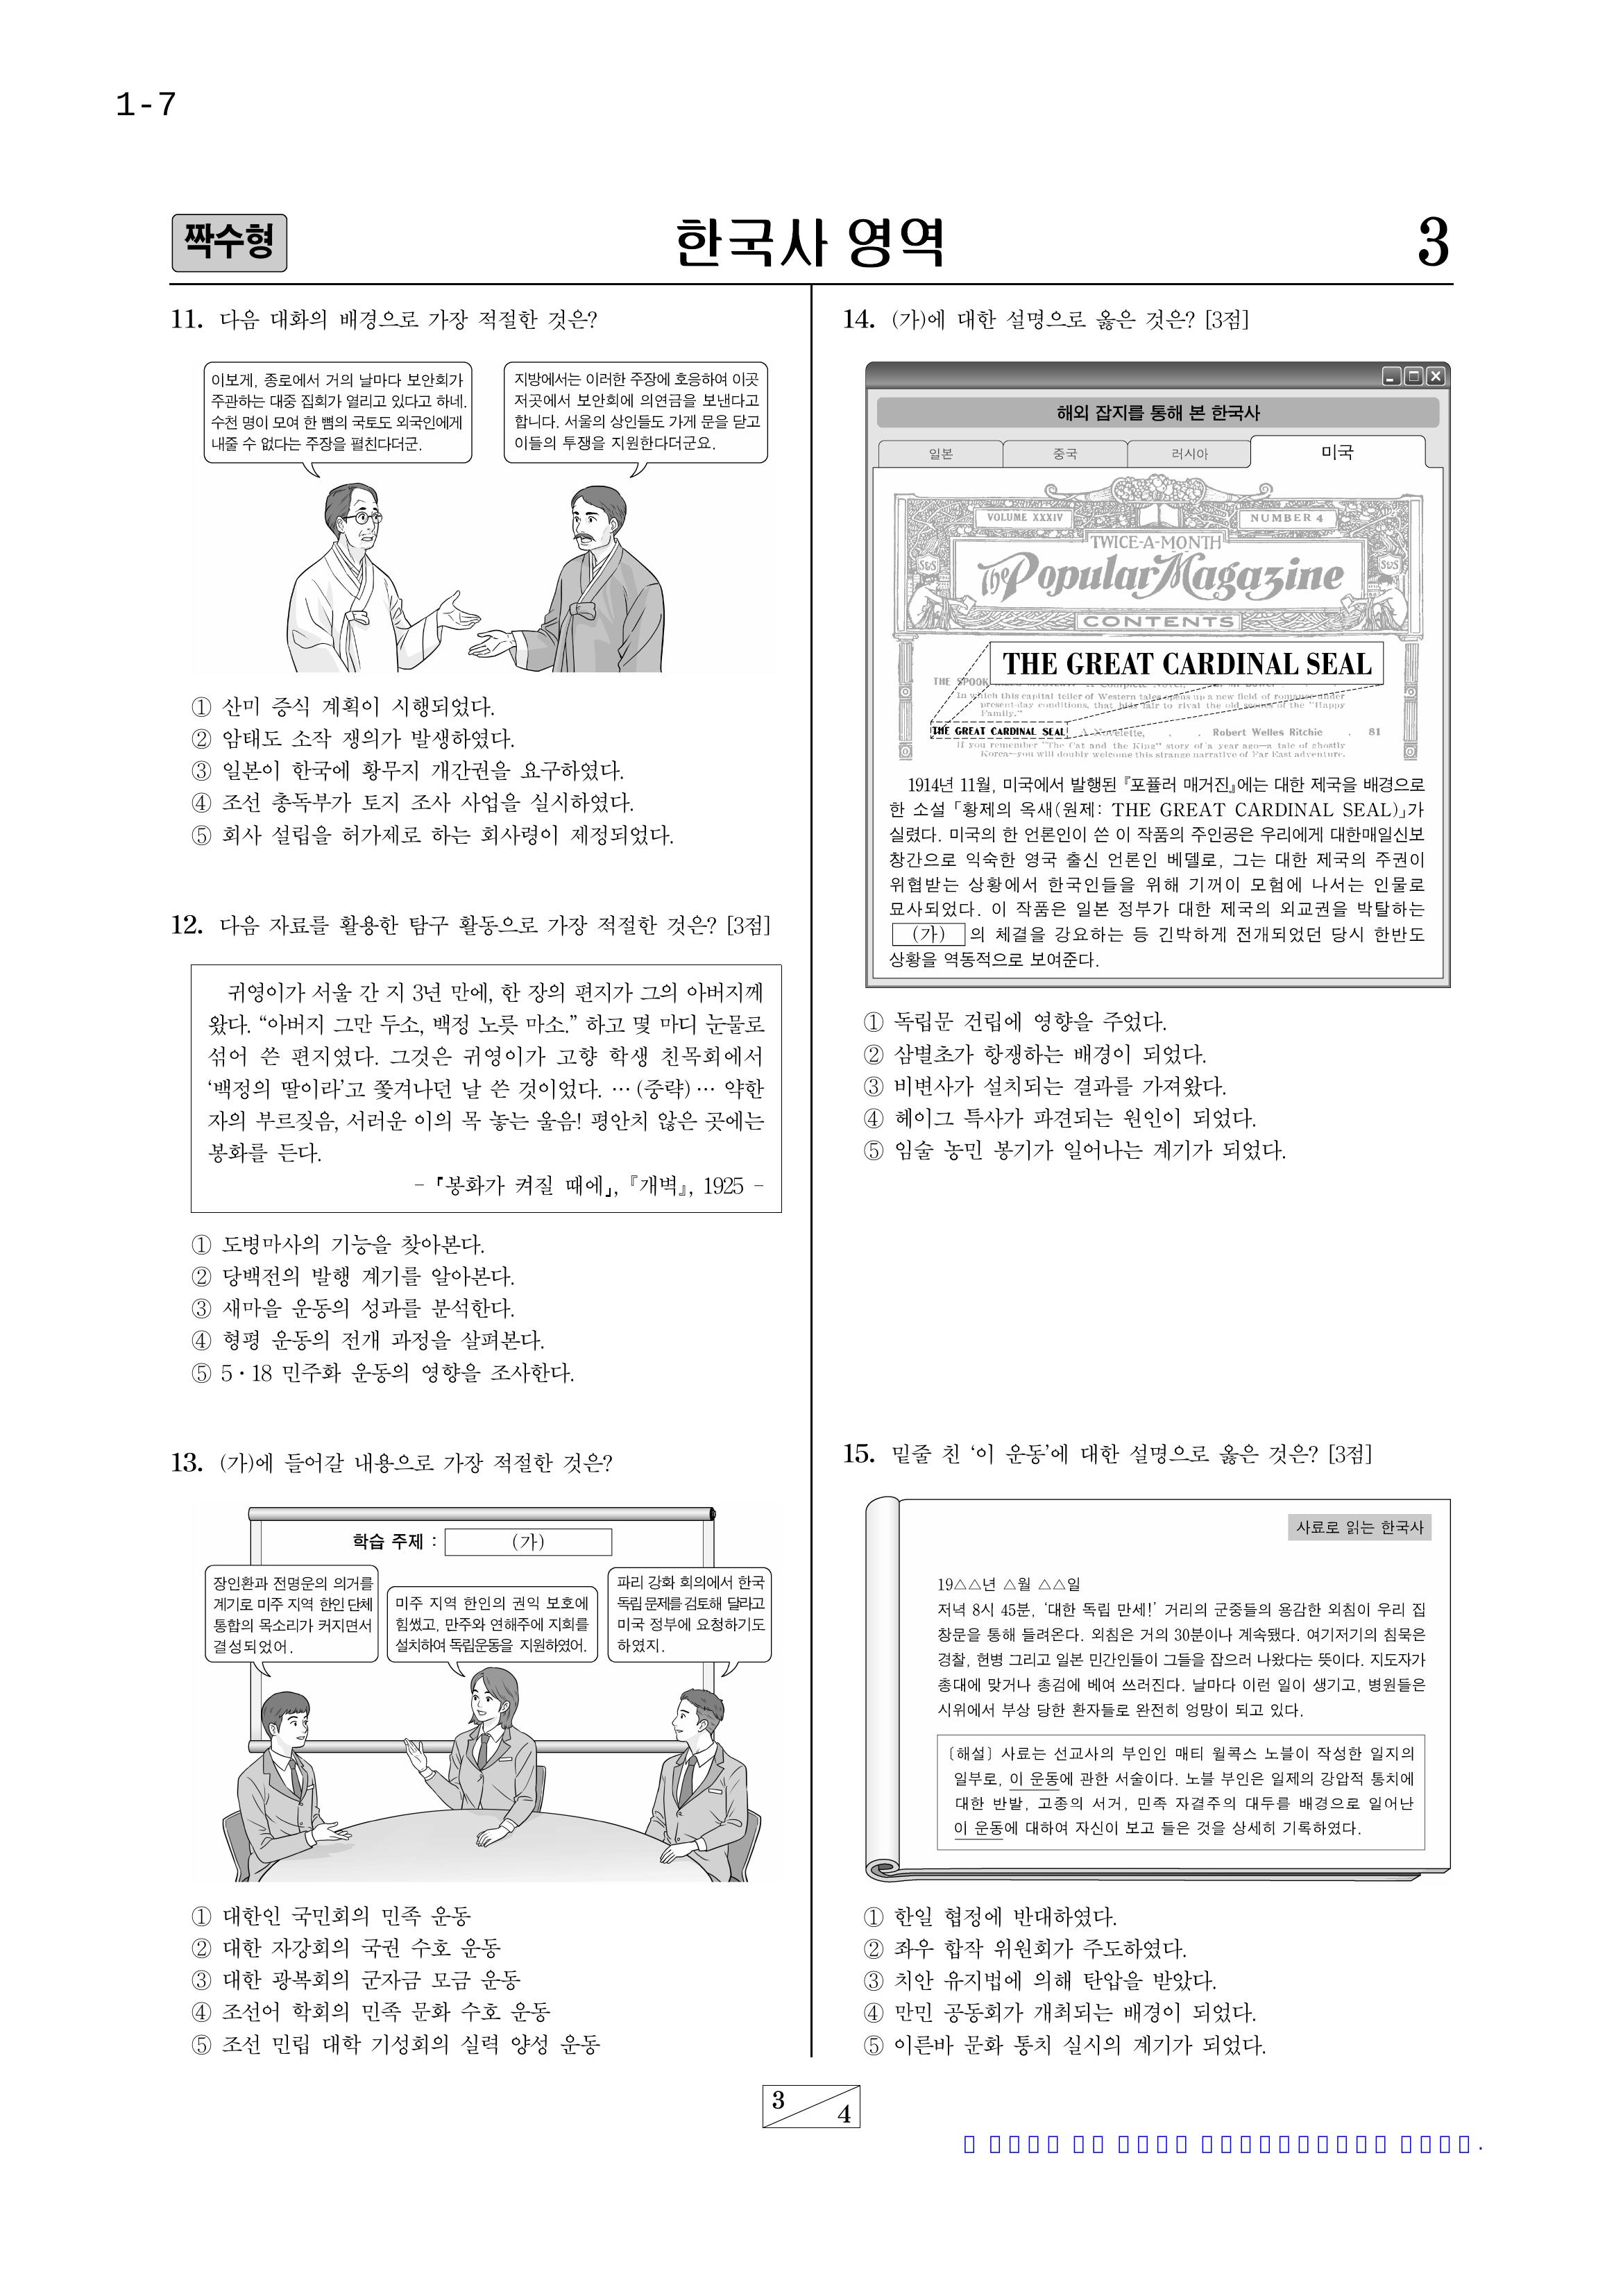 1-7
짝수형
한국사 영역
3
11. 다음 대화의 배경으로 가장 적절한 것은?
이보게, 종로에서 거의 날마다 보안회가
주관하는 대중 집회가 열리고 있다고 하네.
수천 명이 모여 한 뼘의 국토도 외국인에게
내줄 수 없다는 주장을 펼친다더군.
지방에서는 이러한 주장에 호응하여 이곳
저곳에서 보안회에 의연금을 보낸다고
합니다. 서울의 상인들도 가게 문을 닫고
이들의 투쟁을 지원한다더군요.
① 산미 증식 계획이 시행되었다.
② 암태도 소작 쟁의가 발생하였다.
③ 일본이 한국에 황무지 개간권을 요구하였다.
④ 조선 총독부가 토지 조사 사업을 실시하였다.
⑤ 회사 설립을 허가제로 하는 회사령이 제정되었다.
12. 다음 자료를 활용한 탐구 활동으로 가장 적절한 것은? [3점]
귀영이가 서울 간 지 3년 만에, 한 장의 편지가 그의 아버지께
왔다. “아버지 그만 두소, 백정 노릇 마소.” 하고 몇 마디 눈물로
섞어 쓴 편지였다. 그것은 귀영이가 고향 학생 친목회에서
‘백정의 딸이라’고 쫓겨나던 날 쓴 것이었다. … (중략) … 약한
자의 부르짖음, 서러운 이의 목 놓는 울음! 평안치 않은 곳에는
봉화를 든다.
- 「봉화가 켜질 때에」, 『개벽』, 1925 -
① 도병마사의 기능을 찾아본다.
② 당백전의 발행 계기를 알아본다.
③ 새마을 운동의 성과를 분석한다.
④ 형평 운동의 전개 과정을 살펴본다.
⑤ 5·18 민주화 운동의 영향을 조사한다.
13. (가)에 들어갈 내용으로 가장 적절한 것은?
학습 주제 : (가)
장인환과 전명운의 의거를
계기로 미주 지역 한인 단체
통합의 목소리가 커지면서
결성되었어.
미주 지역 한인의 권익 보호에
힘썼고, 만주와 연해주에 지회를
설치하여 독립운동을 지원하였어.
파리 강화 회의에서 한국
독립 문제를 검토해 달라고
미국 정부에 요청하기도
하였지.
① 대한인 국민회의 민족 운동
② 대한 자강회의 국권 수호 운동
③ 대한 광복회의 군자금 모금 운동
④ 조선어 학회의 민족 문화 수호 운동
⑤ 조선 민립 대학 기성회의 실력 양성 운동
14. (가)에 대한 설명으로 옳은 것은? [3점]
해외 잡지를 통해 본 한국사
일본 중국 러시아 미국
VOLUME XXXIV
NUMBER 4
TWICE-A-MONTH
The Popular Magazine
S&S
S&S
CONTENTS
THE GREAT CARDINAL SEAL
THE SPOOK
In which this capital teller of Western tales opens up a new field of romance under
present-day conditions, that bids fair to rival the old scenes of the "Happy
Family."
THE GREAT CARDINAL SEAL, A Novelette, . . Robert Welles Ritchie . 81
If you remember "The Cat and the King" story of a year ago—a tale of ghostly
Korea—you will doubly welcome this strange narrative of Far East adventure.
1914년 11월, 미국에서 발행된 『포퓰러 매거진』에는 대한 제국을 배경으로
한 소설 「황제의 옥새(원제: THE GREAT CARDINAL SEAL)」가
실렸다. 미국의 한 언론인이 쓴 이 작품의 주인공은 우리에게 대한매일신보
창간으로 익숙한 영국 출신 언론인 베델로, 그는 대한 제국의 주권이
위협받는 상황에서 한국인들을 위해 기꺼이 모험에 나서는 인물로
묘사되었다. 이 작품은 일본 정부가 대한 제국의 외교권을 박탈하는
(가) 의 체결을 강요하는 등 긴박하게 전개되었던 당시 한반도
상황을 역동적으로 보여준다.
① 독립문 건립에 영향을 주었다.
② 삼별초가 항쟁하는 배경이 되었다.
③ 비변사가 설치되는 결과를 가져왔다.
④ 헤이그 특사가 파견되는 원인이 되었다.
⑤ 임술 농민 봉기가 일어나는 계기가 되었다.
15. 밑줄 친 ‘이 운동’에 대한 설명으로 옳은 것은? [3점]
사료로 읽는 한국사
19△△년 △월 △△일
저녁 8시 45분, ‘대한 독립 만세!’ 거리의 군중들의 용감한 외침이 우리 집
창문을 통해 들려온다. 외침은 거의 30분이나 계속됐다. 여기저기의 침묵은
경찰, 헌병 그리고 일본 민간인들이 그들을 잡으러 나왔다는 뜻이다. 지도자가
총대에 맞거나 총검에 베여 쓰러진다. 날마다 이런 일이 생기고, 병원들은
시위에서 부상 당한 환자들로 완전히 엉망이 되고 있다.
〔해설〕 사료는 선교사의 부인인 매티 윌콕스 노블이 작성한 일지의
일부로, 이 운동에 관한 서술이다. 노블 부인은 일제의 강압적 통치에
대한 반발, 고종의 서거, 민족 자결주의 대두를 배경으로 일어난
이 운동에 대하여 자신이 보고 들은 것을 상세히 기록하였다.
① 한일 협정에 반대하였다.
② 좌우 합작 위원회가 주도하였다.
③ 치안 유지법에 의해 탄압을 받았다.
④ 만민 공동회가 개최되는 배경이 되었다.
⑤ 이른바 문화 통치 실시의 계기가 되었다.
3
4